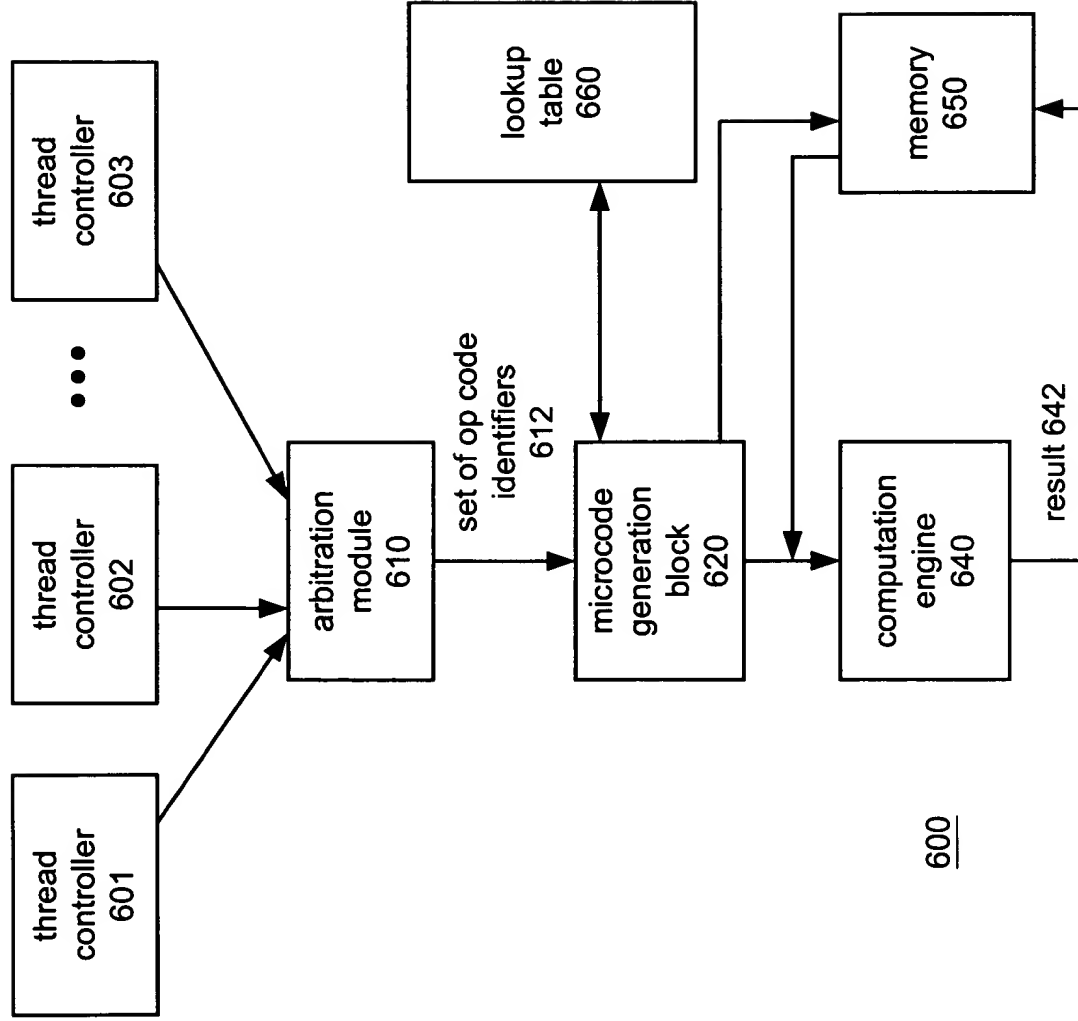 thread
controller
601
thread
controller
602
thread
controller
603
arbitration
module
610
set of op code
identifiers
612
microcode
generation
block
620
lookup
table
660
computation
engine
640
memory
650
result 642
600